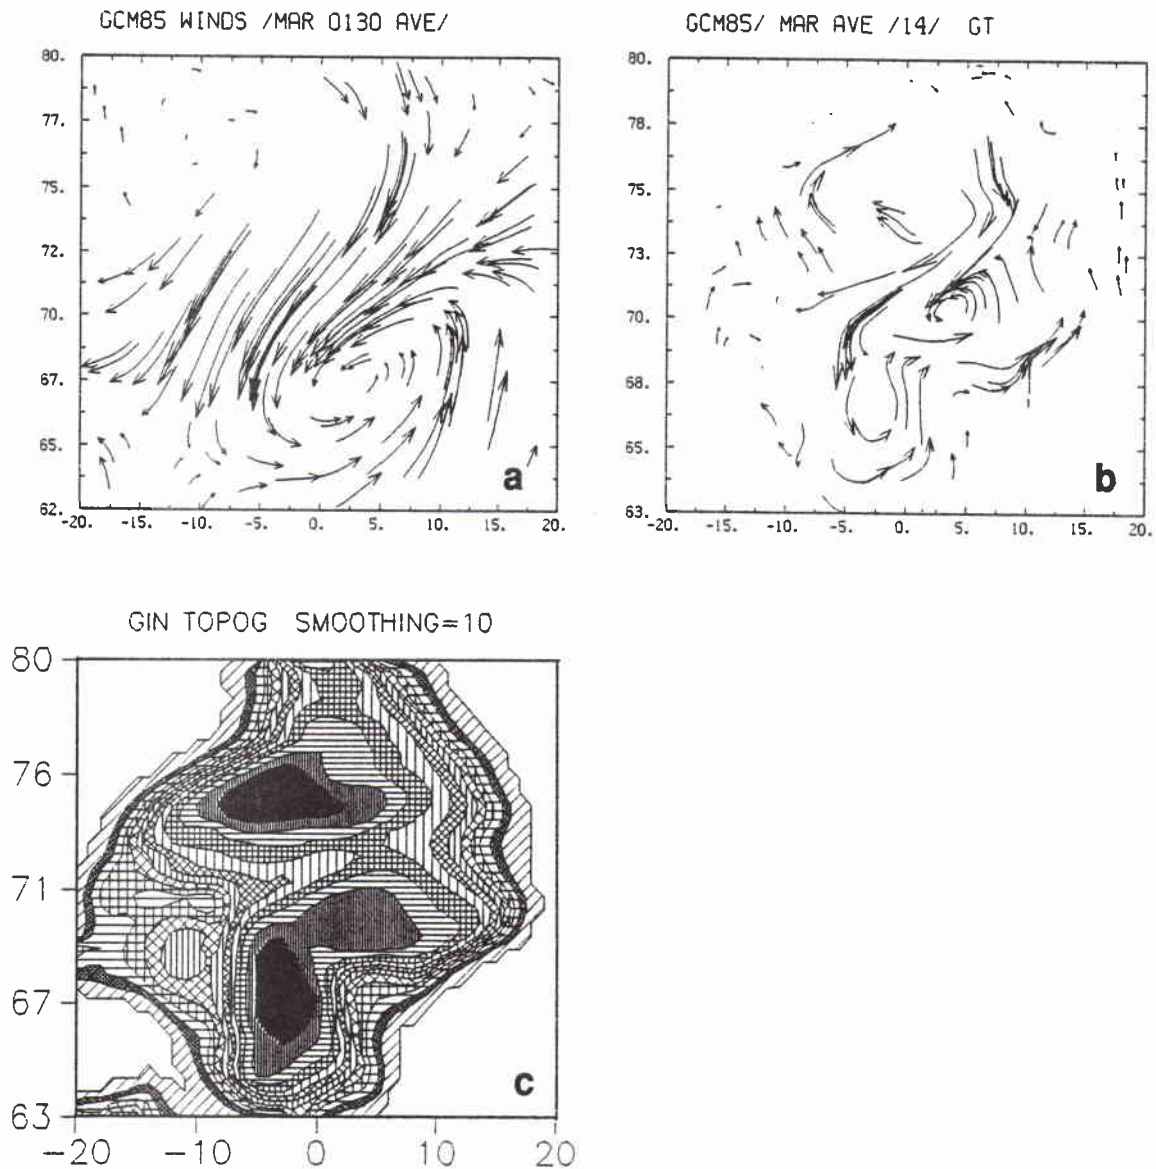 GCM85 WINDS /MAR 0130 AVE/
GCM85/ MAR AVE /14/ GT
80.
77.
75.
72.
70.
67.
65.
62.
-20. -15. -10. -5. 0. 5. 10. 15. 20.
a
80.
78.
75.
73.
70.
68.
65.
63.
-20. -15. -10. -5. 0. 5. 10. 15. 20.
b
GIN TOPOG SMOOTHING=10
80
76
71
67
63
-20 -10 0 10 20
c